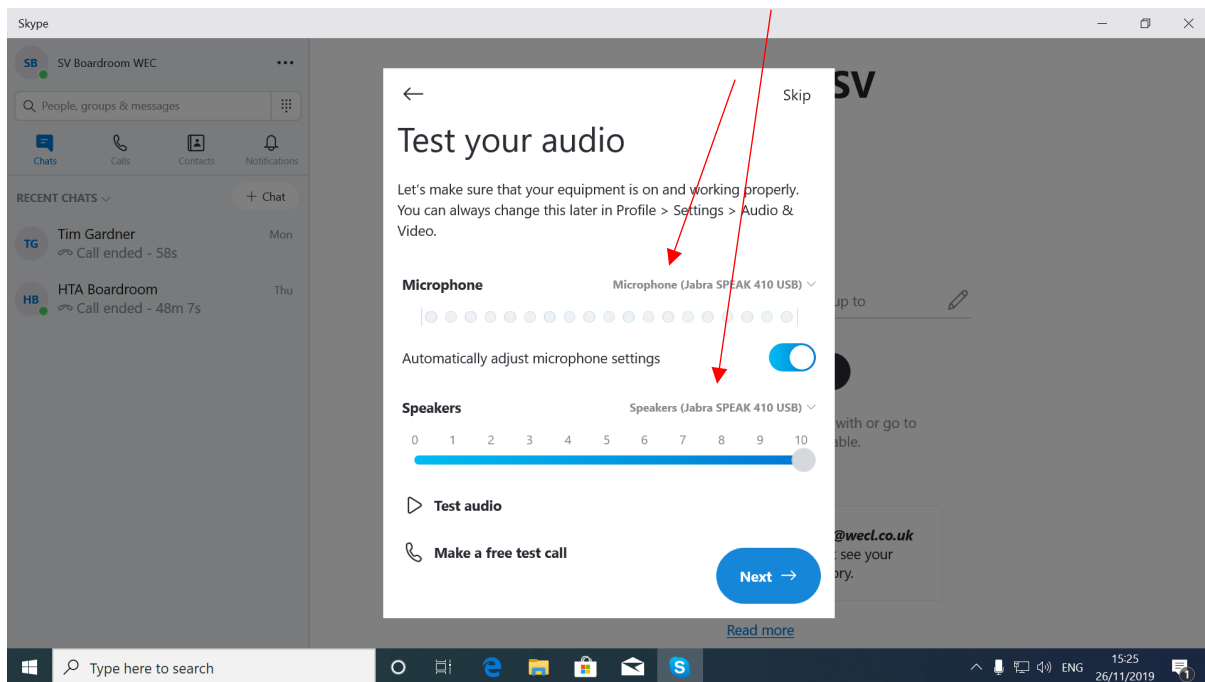 Skype
SB SV Boardroom WEC
People, groups & messages
Chats Calls Contacts Notifications
RECENT CHATS + Chat
TG Tim Gardner Mon
Call ended - 58s
HB HTA Boardroom Thu
Call ended - 48m 7s
Skip
Test your audio
Let's make sure that your equipment is on and working properly.
You can always change this later in Profile > Settings > Audio &
Video.
Microphone Microphone (Jabra SPEAK 410 USB)
Automatically adjust microphone settings
Speakers Speakers (Jabra SPEAK 410 USB)
0 1 2 3 4 5 6 7 8 9 10
Test audio
Make a free test call
Next
SV
up to
with or go to
able.
@wecl.co.uk
see your
ory.
Read more
Type here to search
ENG
15:25
26/11/2019
1